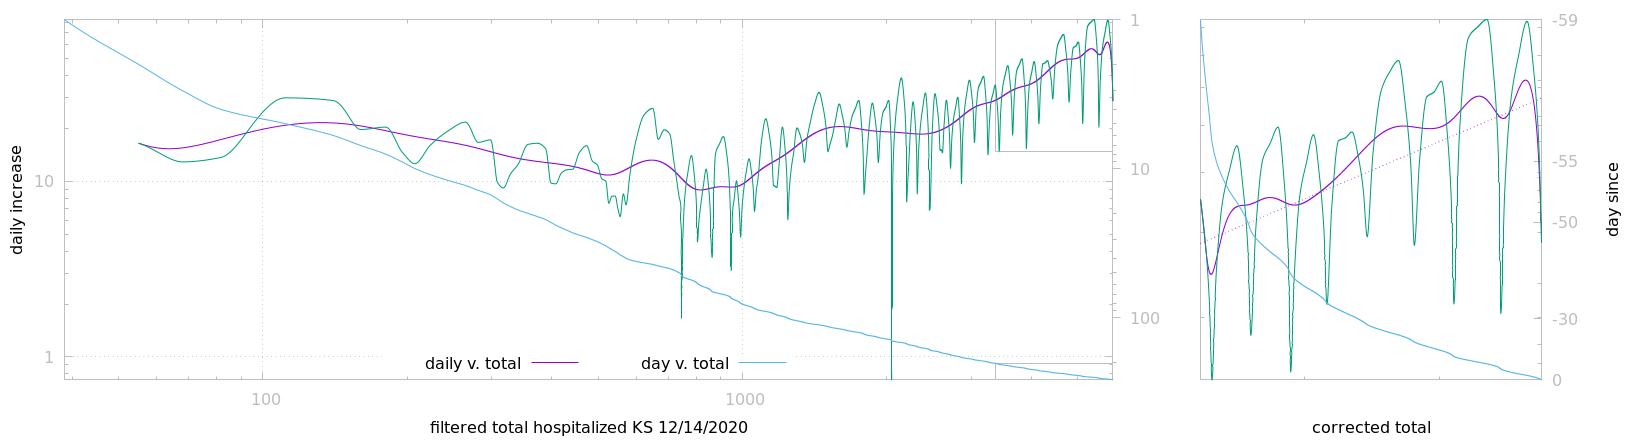 daily increase
10
1
100
1000
daily v. total
day v. total
filtered total hospitalized KS 12/14/2020
1
10
100
-59
-55
-50
-30
0
day since
corrected total